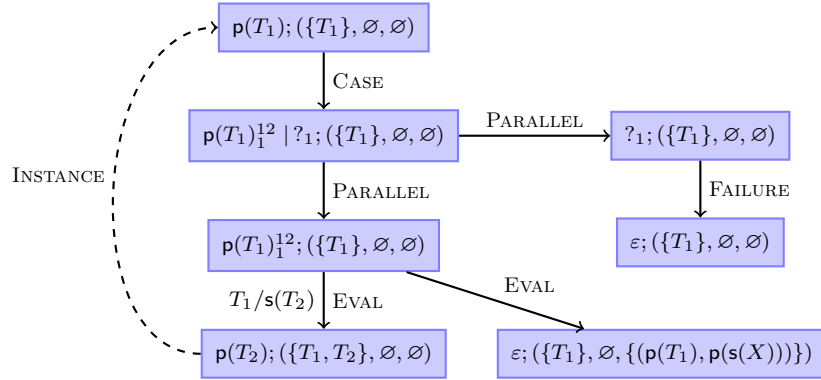 p(T₁); ({T₁}, ∅, ∅)
CASE
p(T₁)₁¹² | ?₁; ({T₁}, ∅, ∅)
PARALLEL
?₁; ({T₁}, ∅, ∅)
INSTANCE
PARALLEL
FAILURE
p(T₁)₁¹²; ({T₁}, ∅, ∅)
ε; ({T₁}, ∅, ∅)
T₁/s(T₂) EVAL
EVAL
p(T₂); ({T₁, T₂}, ∅, ∅)
ε; ({T₁}, ∅, {(p(T₁), p(s(X)))})